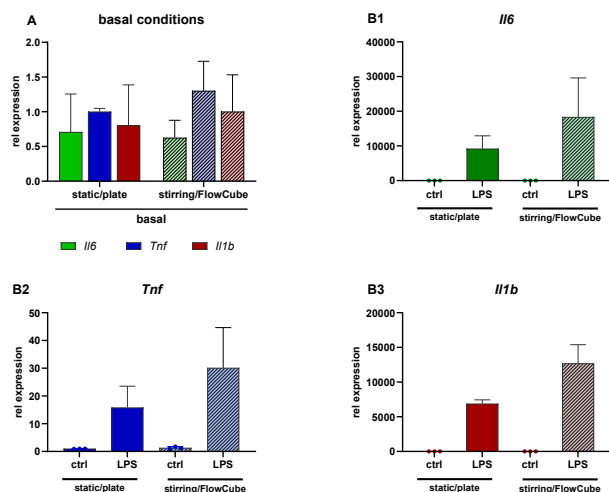 A
basal conditions
rel expression
2.0
1.5
1.0
0.5
0.0
static/plate
stirring/FlowCube
basal
Il6
Tnf
Il1b
B1
Il6
rel expression
40000
30000
20000
10000
0
ctrl
LPS
ctrl
LPS
static/plate
stirring/FlowCube
B2
Tnf
rel expression
50
40
30
20
10
0
ctrl
LPS
ctrl
LPS
static/plate
stirring/FlowCube
B3
Il1b
rel expression
20000
15000
10000
5000
0
ctrl
LPS
ctrl
LPS
static/plate
stirring/FlowCube